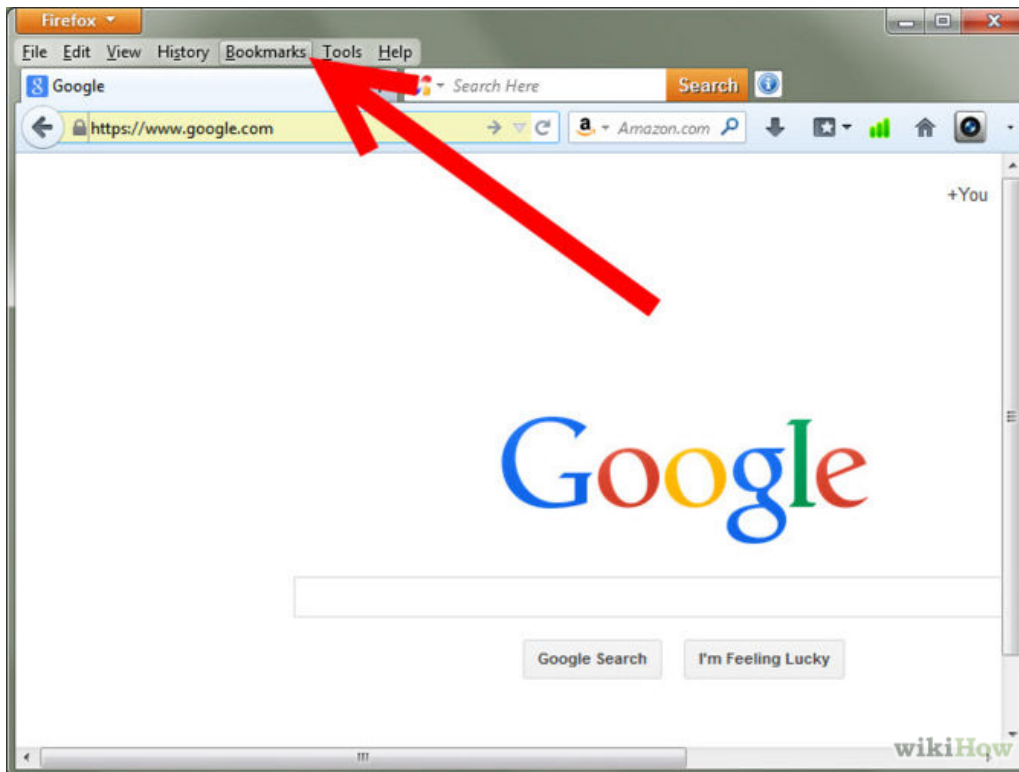 Firefox
File Edit View History Bookmarks Tools Help
Google Search Here Search
https://www.google.com Amazon.com
+You
Google
Google Search I'm Feeling Lucky
wikiHow